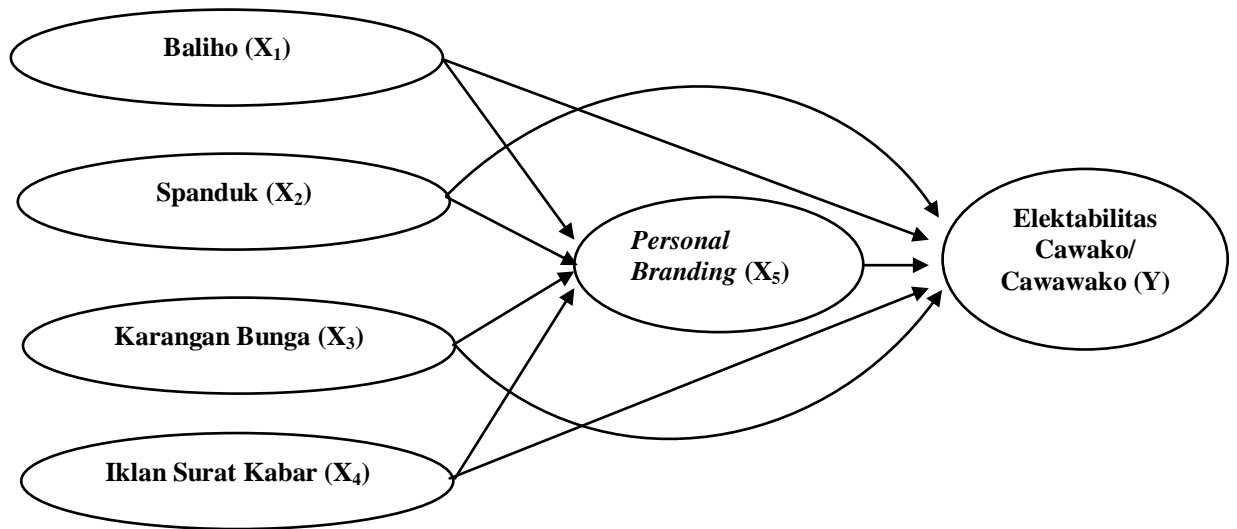 Baliho (X₁)
Spanduk (X₂)
Karangan Bunga (X₃)
Iklan Surat Kabar (X₄)
Personal
Branding (X₅)
Elektabilitas
Cawako/
Cawawako (Y)